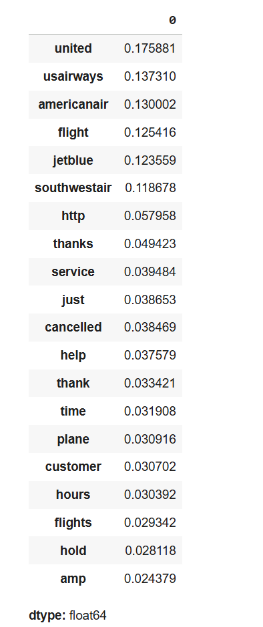 0
united 0.175881
usairways 0.137310
americanair 0.130002
flight 0.125416
jetblue 0.123559
southwestair 0.118678
http 0.057958
thanks 0.049423
service 0.039484
just 0.038653
cancelled 0.038469
help 0.037579
thank 0.033421
time 0.031908
plane 0.030916
customer 0.030702
hours 0.030392
flights 0.029342
hold 0.028118
amp 0.024379
dtype: float64